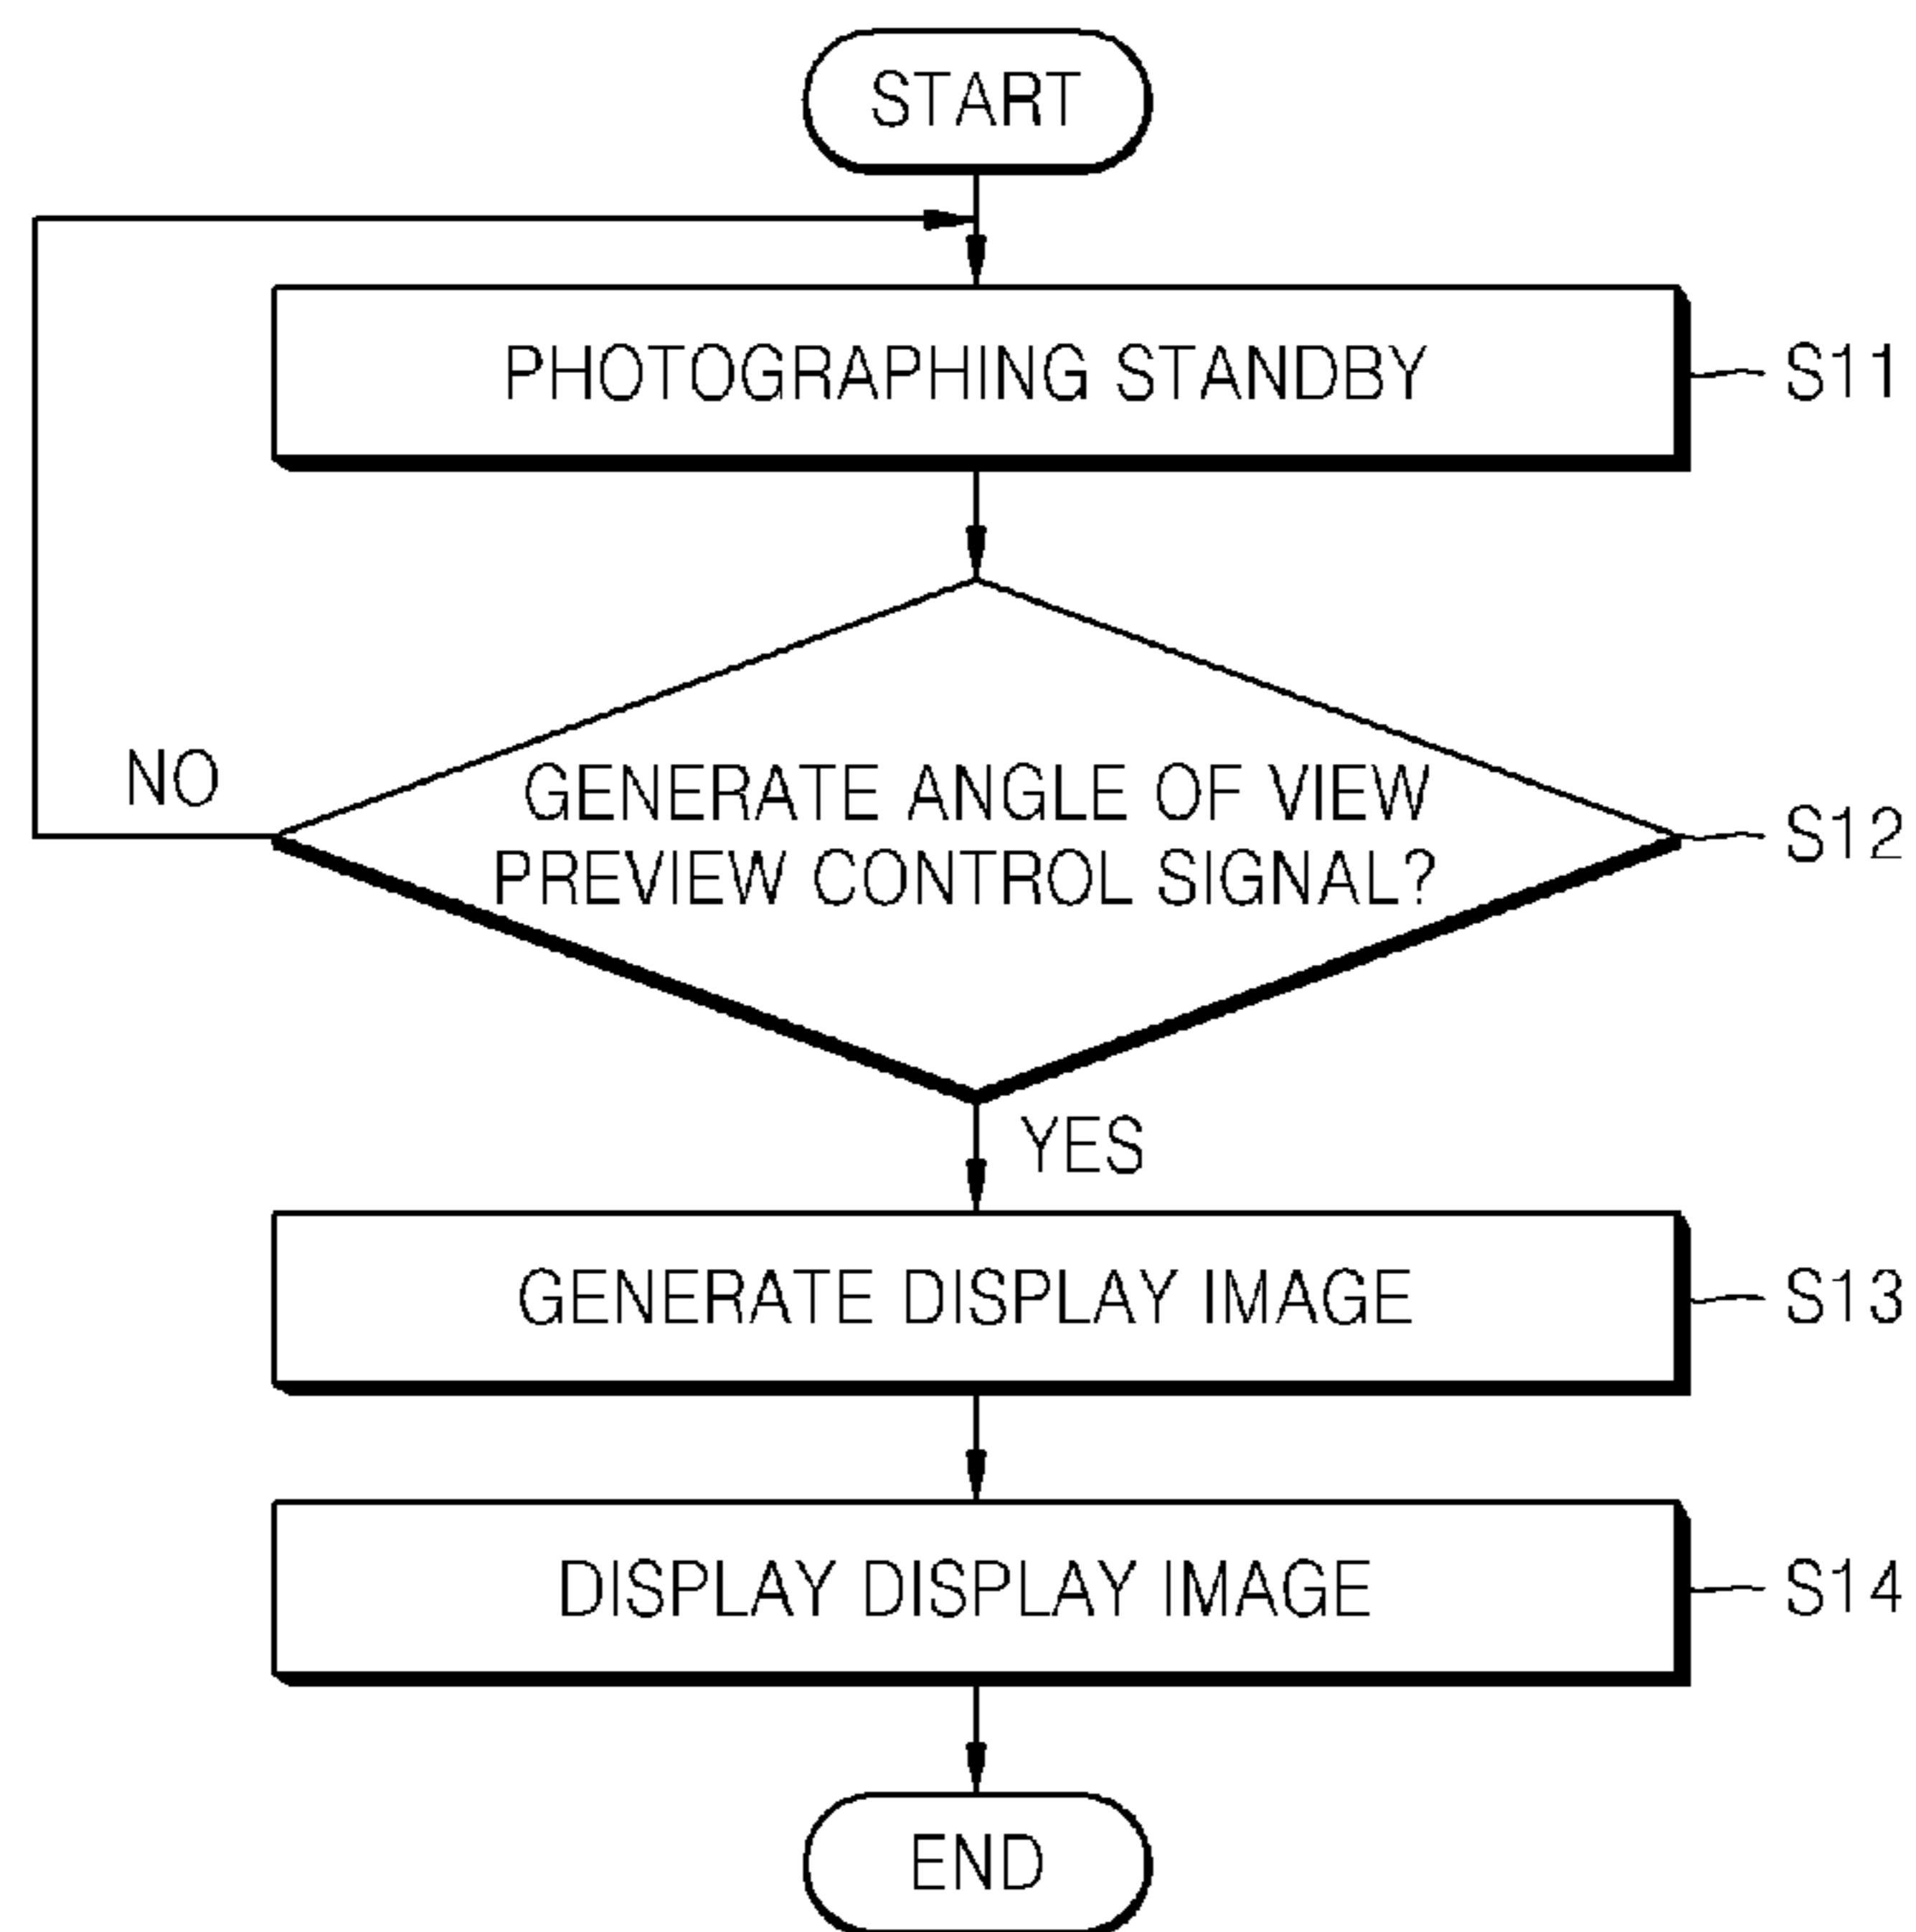 START
PHOTOGRAPHING STANDBY
S11
NO
GENERATE ANGLE OF VIEW
PREVIEW CONTROL SIGNAL?
S12
YES
GENERATE DISPLAY IMAGE
S13
DISPLAY DISPLAY IMAGE
S14
END